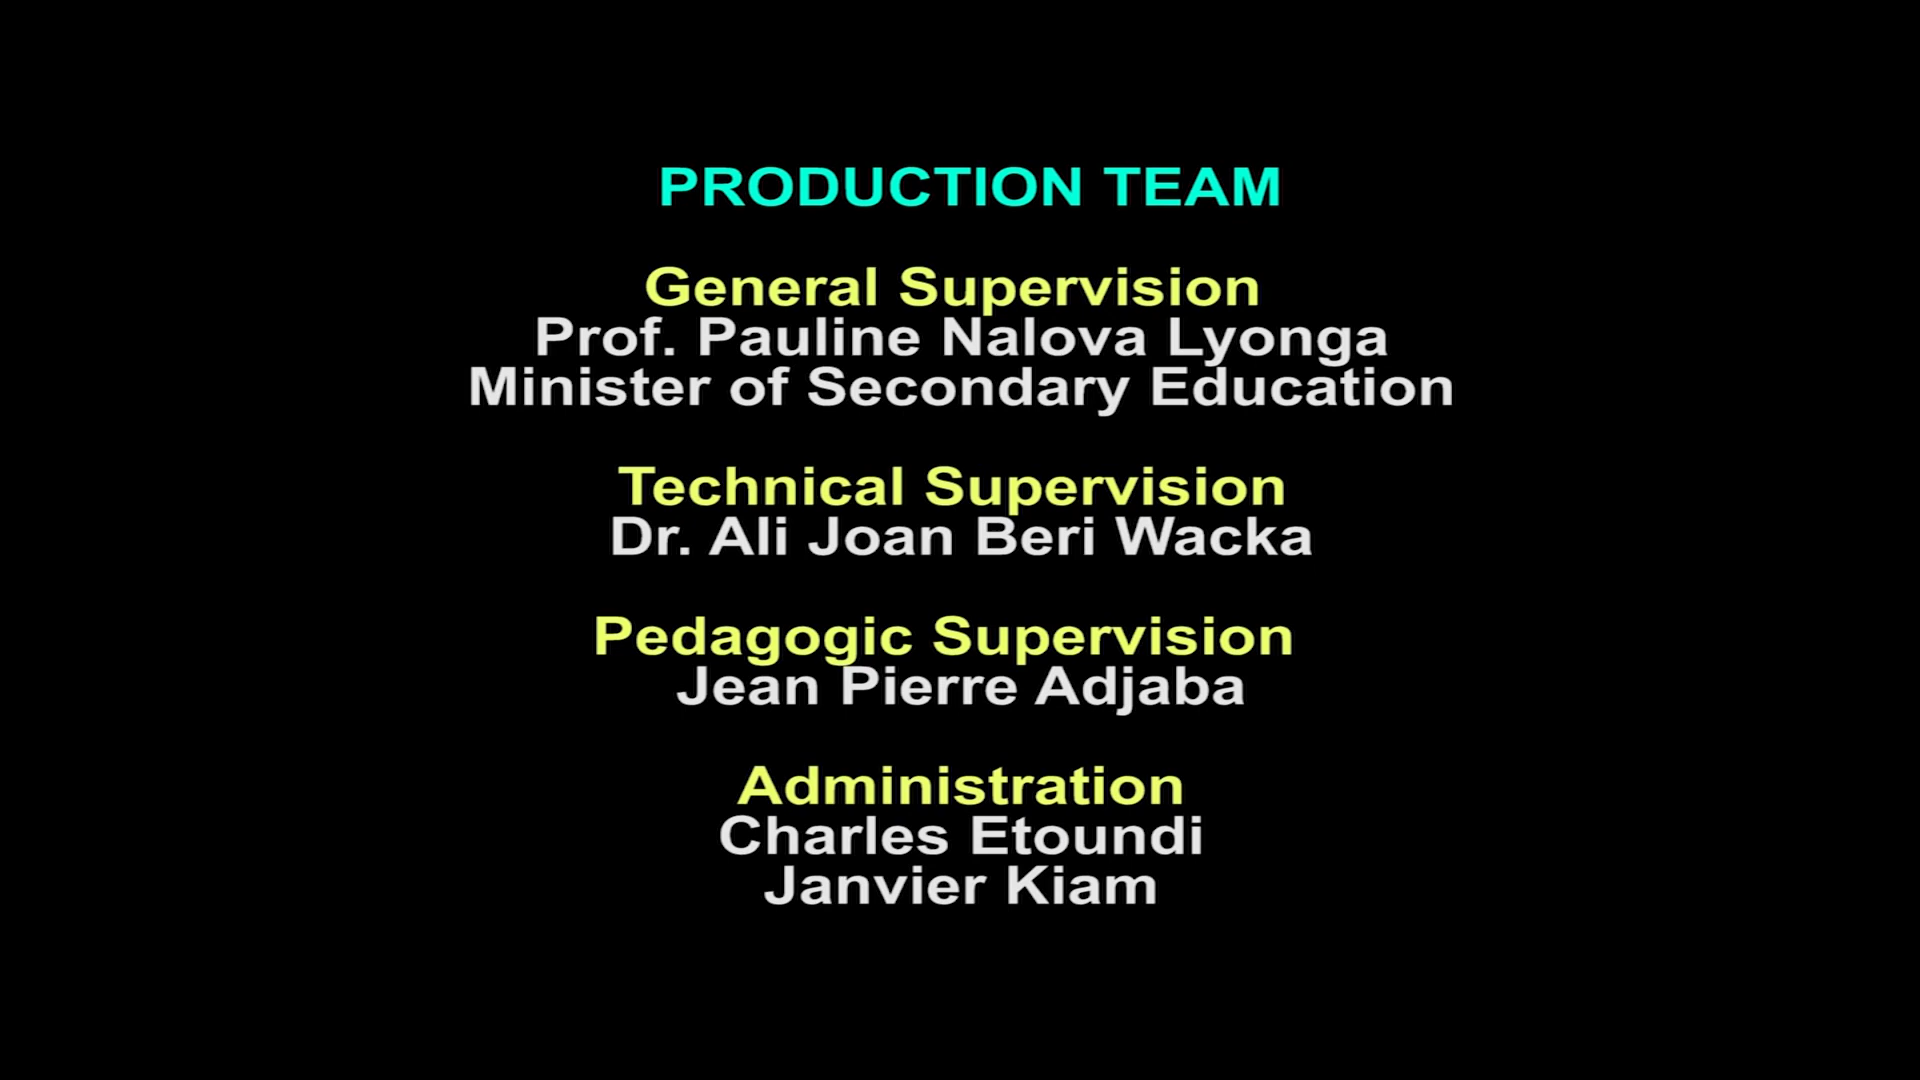 PRODUCTION TEAM
General Supervision
Prof. Pauline Nalova Lyonga
Minister of Secondary Education
Technical Supervision
Dr. Ali Joan Beri Wacka
Pedagogic Supervision
Jean Pierre Adjaba
Administration
Charles Etoundi
Janvier Kiam